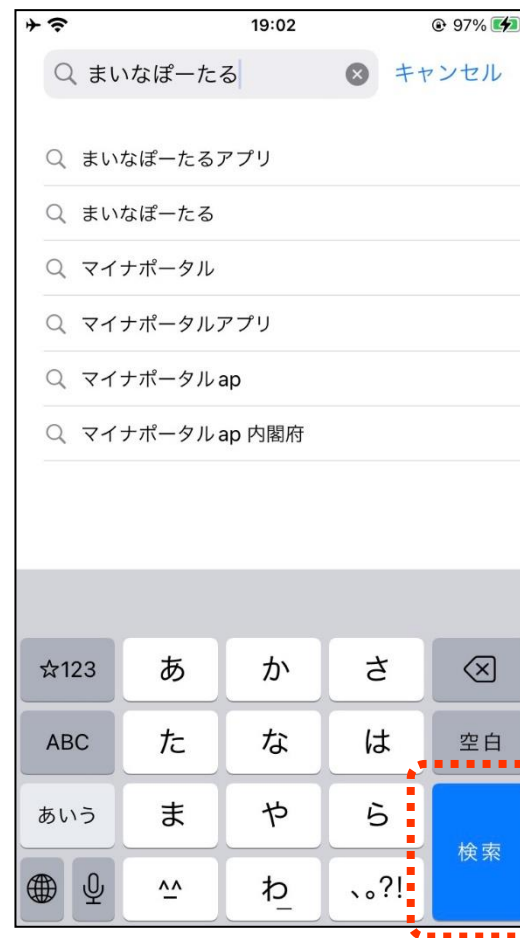 19:02 97%
まいなぽーたる キャンセル
まいなぽーたるアプリ
まいなぽーたる
マイナポータル
マイナポータルアプリ
マイナポータル ap
マイナポータル ap 内閣府
☆123 あ か さ
ABC た な は 空白
あいう ま や ら 検索
^^ わ 、。?!